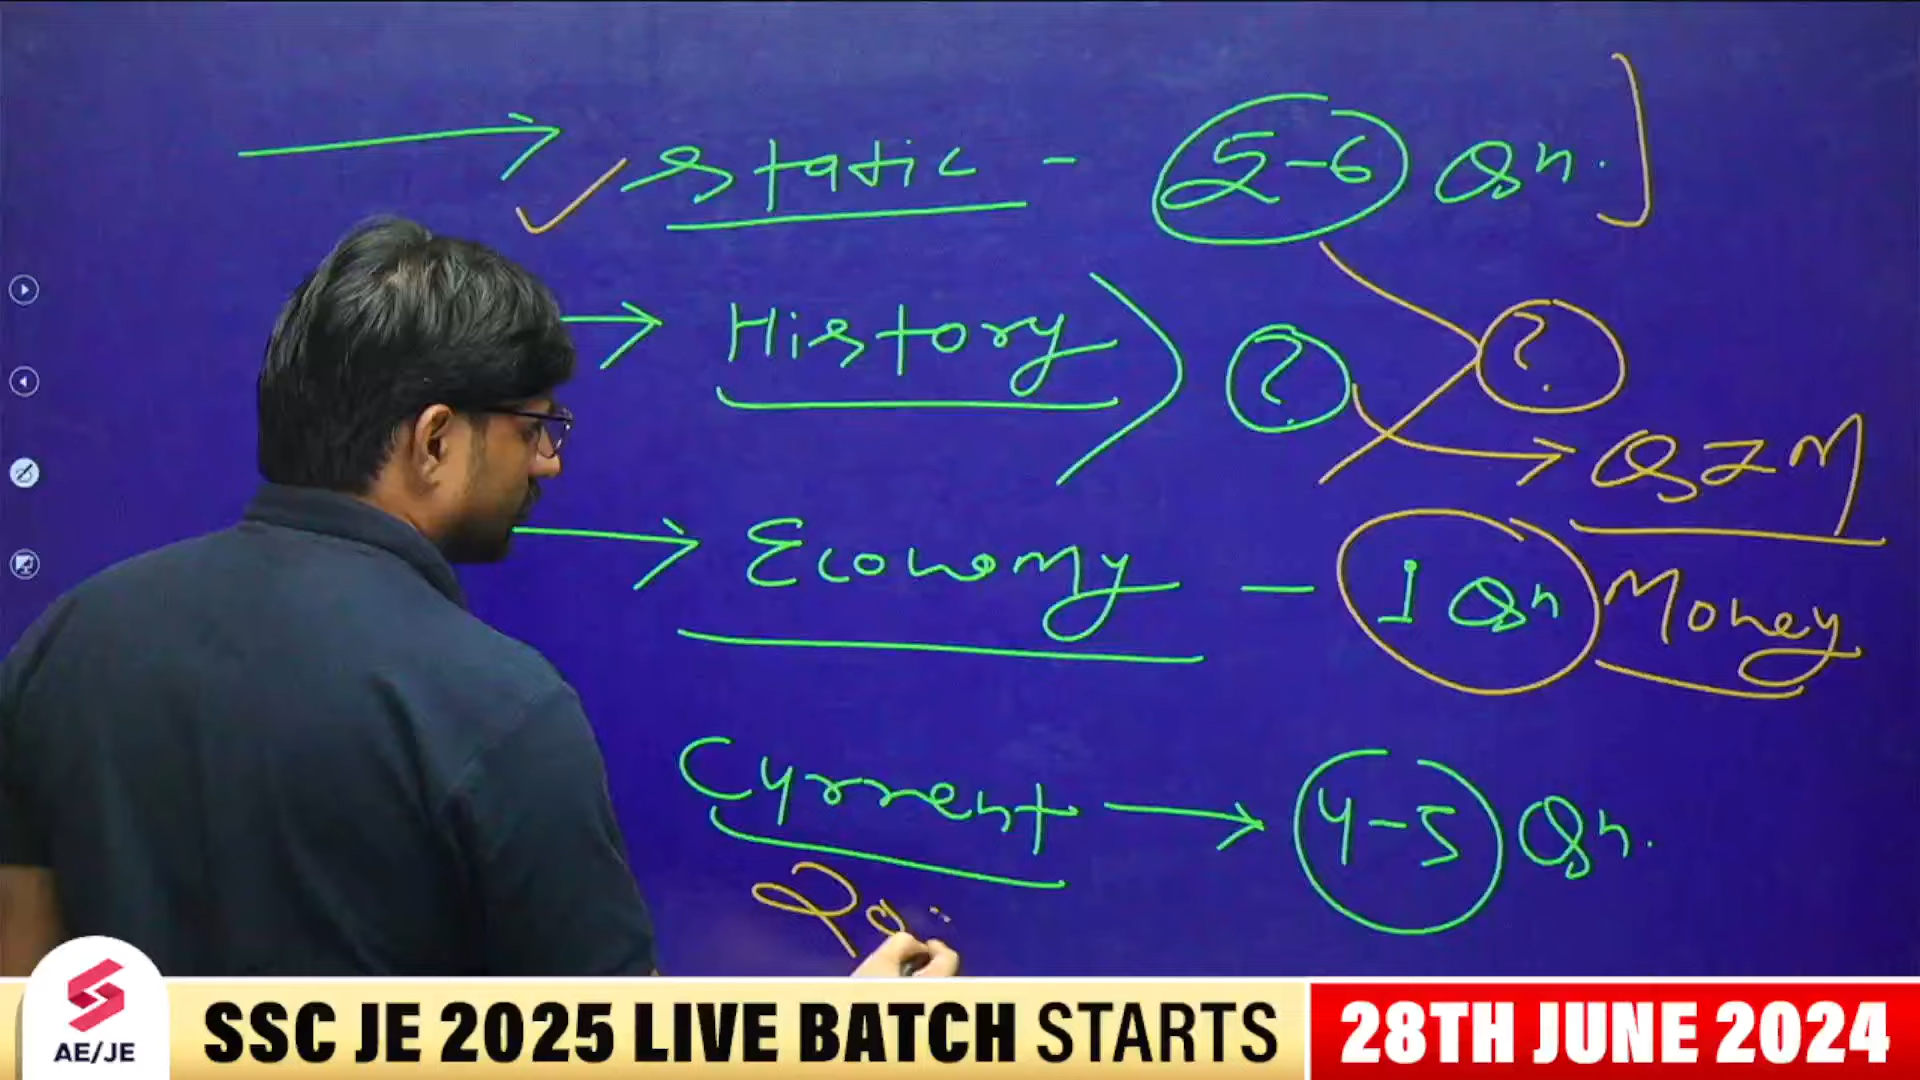 Static - 5-6 Qn.
History ?
?
Economy - 1 Qn Money
Current → 4-5 Qn.
AE/JE
SSC JE 2025 LIVE BATCH STARTS
28TH JUNE 2024